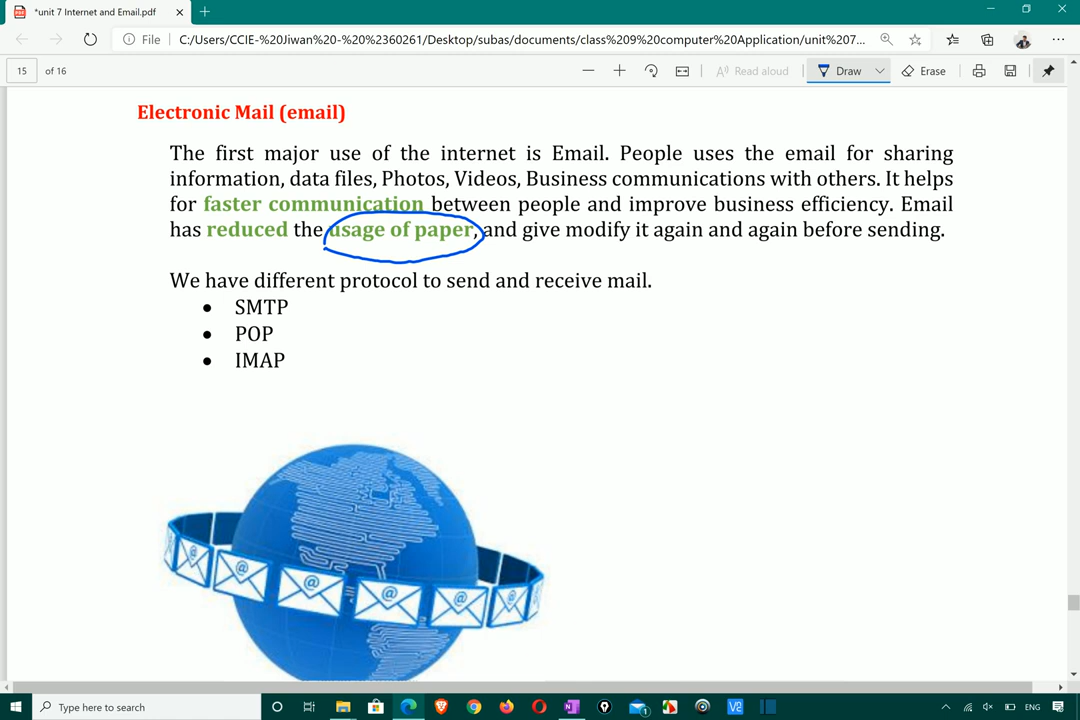 *unit 7 Internet and Email.pdf
File C:/Users/CCIE-%20Jiwan%20-%20%2360261/Desktop/subas/documents/class%209%20computer%20Application/unit%207...
15 of 16 Read aloud Draw Erase
Electronic Mail (email)
The first major use of the internet is Email. People uses the email for sharing
information, data files, Photos, Videos, Business communications with others. It helps
for faster communication between people and improve business efficiency. Email
has reduced the usage of paper, and give modify it again and again before sending.
We have different protocol to send and receive mail.
• SMTP
• POP
• IMAP
@ @ @ @ @ @
Type here to search
ENG